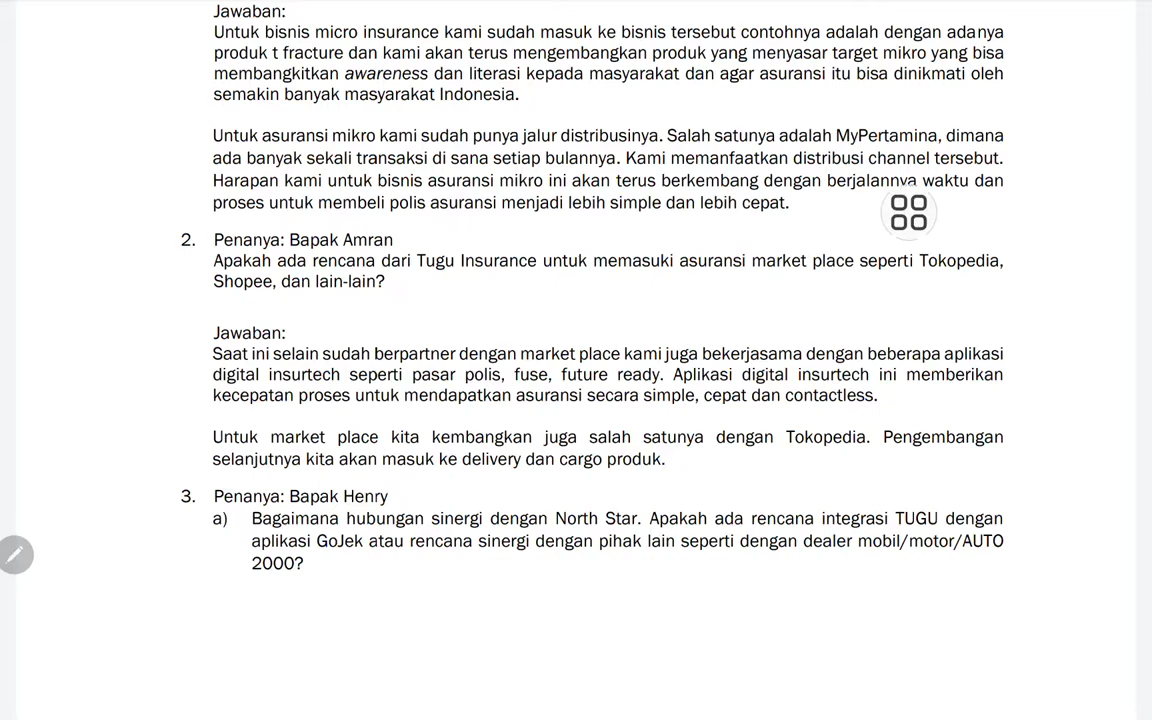 Jawaban:
Untuk bisnis micro insurance kami sudah masuk ke bisnis tersebut contohnya adalah dengan adanya
produk t fracture dan kami akan terus mengembangkan produk yang menyasar target mikro yang bisa
membangkitkan awareness dan literasi kepada masyarakat dan agar asuransi itu bisa dinikmati oleh
semakin banyak masyarakat Indonesia.
Untuk asuransi mikro kami sudah punya jalur distribusinya. Salah satunya adalah MyPertamina, dimana
ada banyak sekali transaksi di sana setiap bulannya. Kami memanfaatkan distribusi channel tersebut.
Harapan kami untuk bisnis asuransi mikro ini akan terus berkembang dengan berjalannya waktu dan
proses untuk membeli polis asuransi menjadi lebih simple dan lebih cepat.
2. Penanya: Bapak Amran
Apakah ada rencana dari Tugu Insurance untuk memasuki asuransi market place seperti Tokopedia,
Shopee, dan lain-lain?
Jawaban:
Saat ini selain sudah berpartner dengan market place kami juga bekerjasama dengan beberapa aplikasi
digital insurtech seperti pasar polis, fuse, future ready. Aplikasi digital insurtech ini memberikan
kecepatan proses untuk mendapatkan asuransi secara simple, cepat dan contactless.
Untuk market place kita kembangkan juga salah satunya dengan Tokopedia. Pengembangan
selanjutnya kita akan masuk ke delivery dan cargo produk.
3. Penanya: Bapak Henry
a) Bagaimana hubungan sinergi dengan North Star. Apakah ada rencana integrasi TUGU dengan
aplikasi GoJek atau rencana sinergi dengan pihak lain seperti dengan dealer mobil/motor/AUTO
2000?